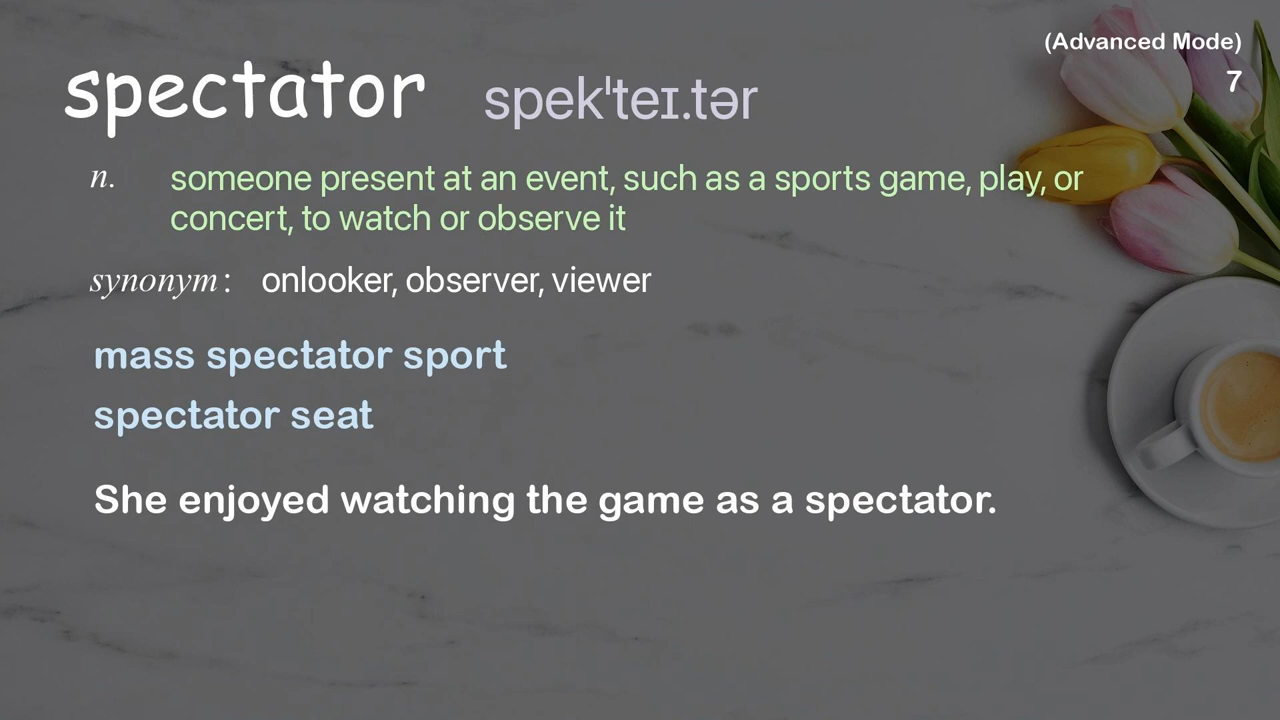 (Advanced Mode)
7
spectator spekˈteɪ.tər
n. someone present at an event, such as a sports game, play, or
concert, to watch or observe it
synonym: onlooker, observer, viewer
mass spectator sport
spectator seat
She enjoyed watching the game as a spectator.